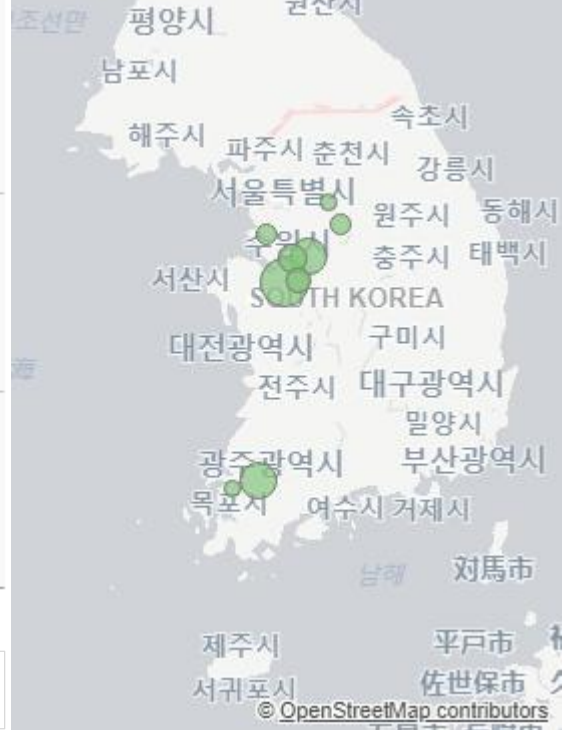 평양시
남포시
해주시
속초시
파주시 춘천시
강릉시
서울특별시
원주시
동해시
충주시
태백시
서산시
SOUTH KOREA
구미시
대전광역시
전주시
대구광역시
밀양시
광주광역시
부산광역시
목포시
여수시 거제시
남해
対馬市
제주시
平戸市
서귀포시
佐世保市
© OpenStreetMap contributors